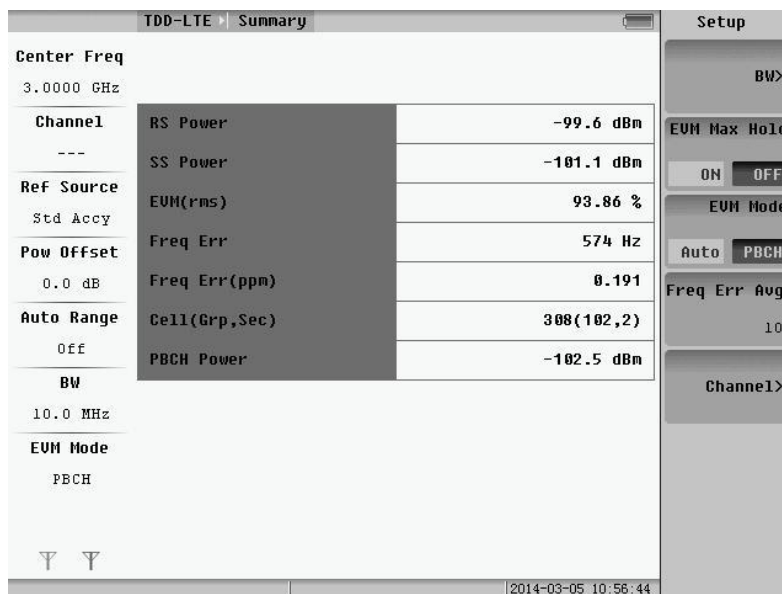 TDD-LTE Summary
Center Freq
3.0000 GHz
Channel
---
Ref Source
Std Accy
Pow Offset
0.0 dB
Auto Range
Off
BW
10.0 MHz
EVM Mode
PBCH
RS Power -99.6 dBm
SS Power -101.1 dBm
EVM(rms) 93.86 %
Freq Err 574 Hz
Freq Err(ppm) 0.191
Cell(Grp,Sec) 308(102,2)
PBCH Power -102.5 dBm
2014-03-05 10:56:44
Setup
BW>
EVM Max Hold
ON OFF
EVM Mode
Auto PBCH
Freq Err Avg
10
Channel>